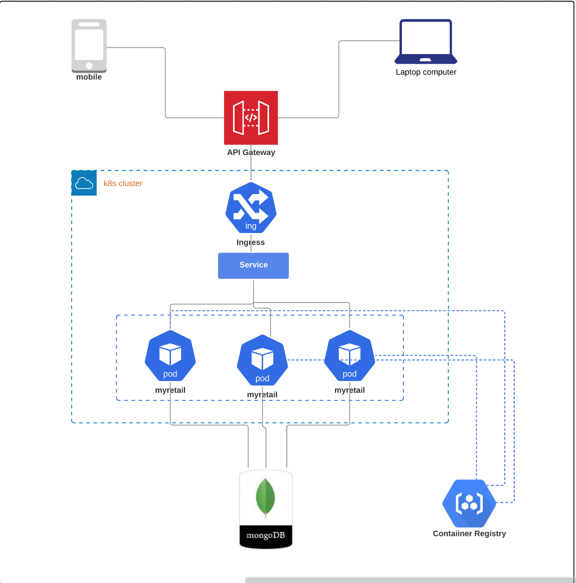 mobile
Laptop computer
</>
API Gateway
k8s cluster
ing
Ingress
Service
pod
pod
pod
myretail
myretail
myretail
mongoDB
Contaiiner Registry